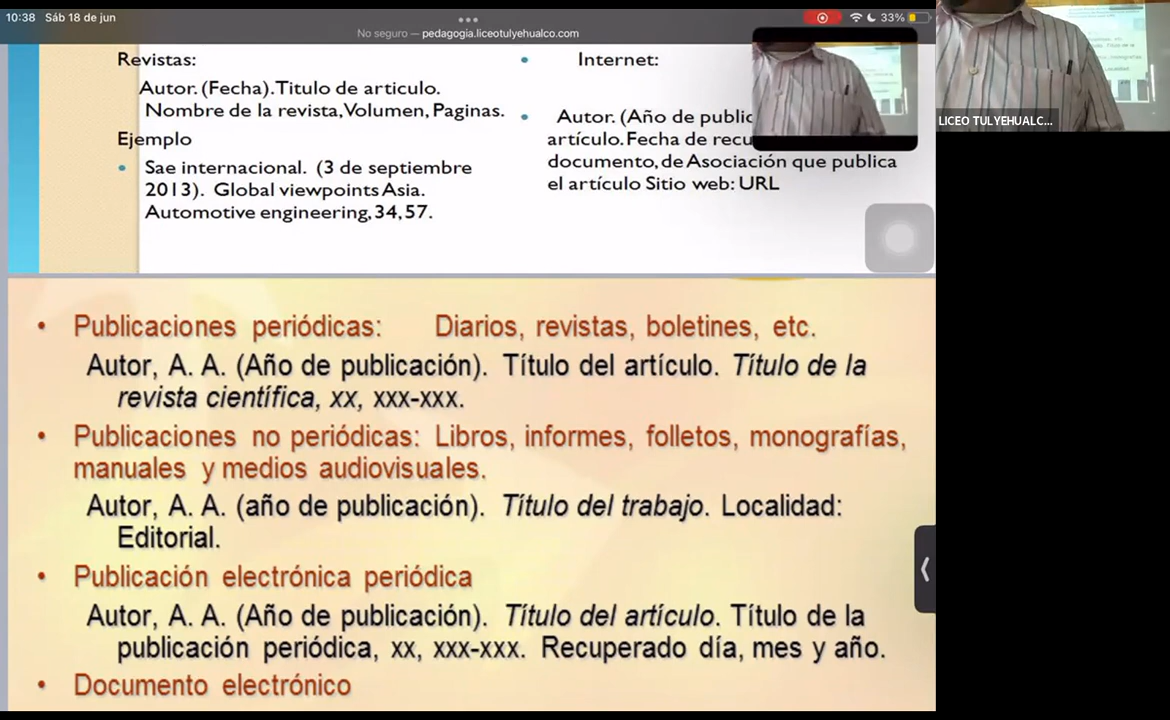 10:38 Sáb 18 de jun
33%
No seguro — pedagogia.liceotulyehualco.com
Revistas:
Autor. (Fecha). Titulo de articulo.
Nombre de la revista, Volumen, Paginas.
Ejemplo
• Sae internacional. (3 de septiembre
2013). Global viewpoints Asia.
Automotive engineering, 34, 57.
• Internet:
• Autor. (Año de public
artículo. Fecha de recu
documento, de Asociación que publica
el artículo Sitio web: URL
LICEO TULYEHUALC...
• Publicaciones periódicas: Diarios, revistas, boletines, etc.
Autor, A. A. (Año de publicación). Título del artículo. Título de la
revista científica, xx, xxx-xxx.
• Publicaciones no periódicas: Libros, informes, folletos, monografías,
manuales y medios audiovisuales.
Autor, A. A. (año de publicación). Título del trabajo. Localidad:
Editorial.
• Publicación electrónica periódica
Autor, A. A. (Año de publicación). Título del artículo. Título de la
publicación periódica, xx, xxx-xxx. Recuperado día, mes y año.
• Documento electrónico